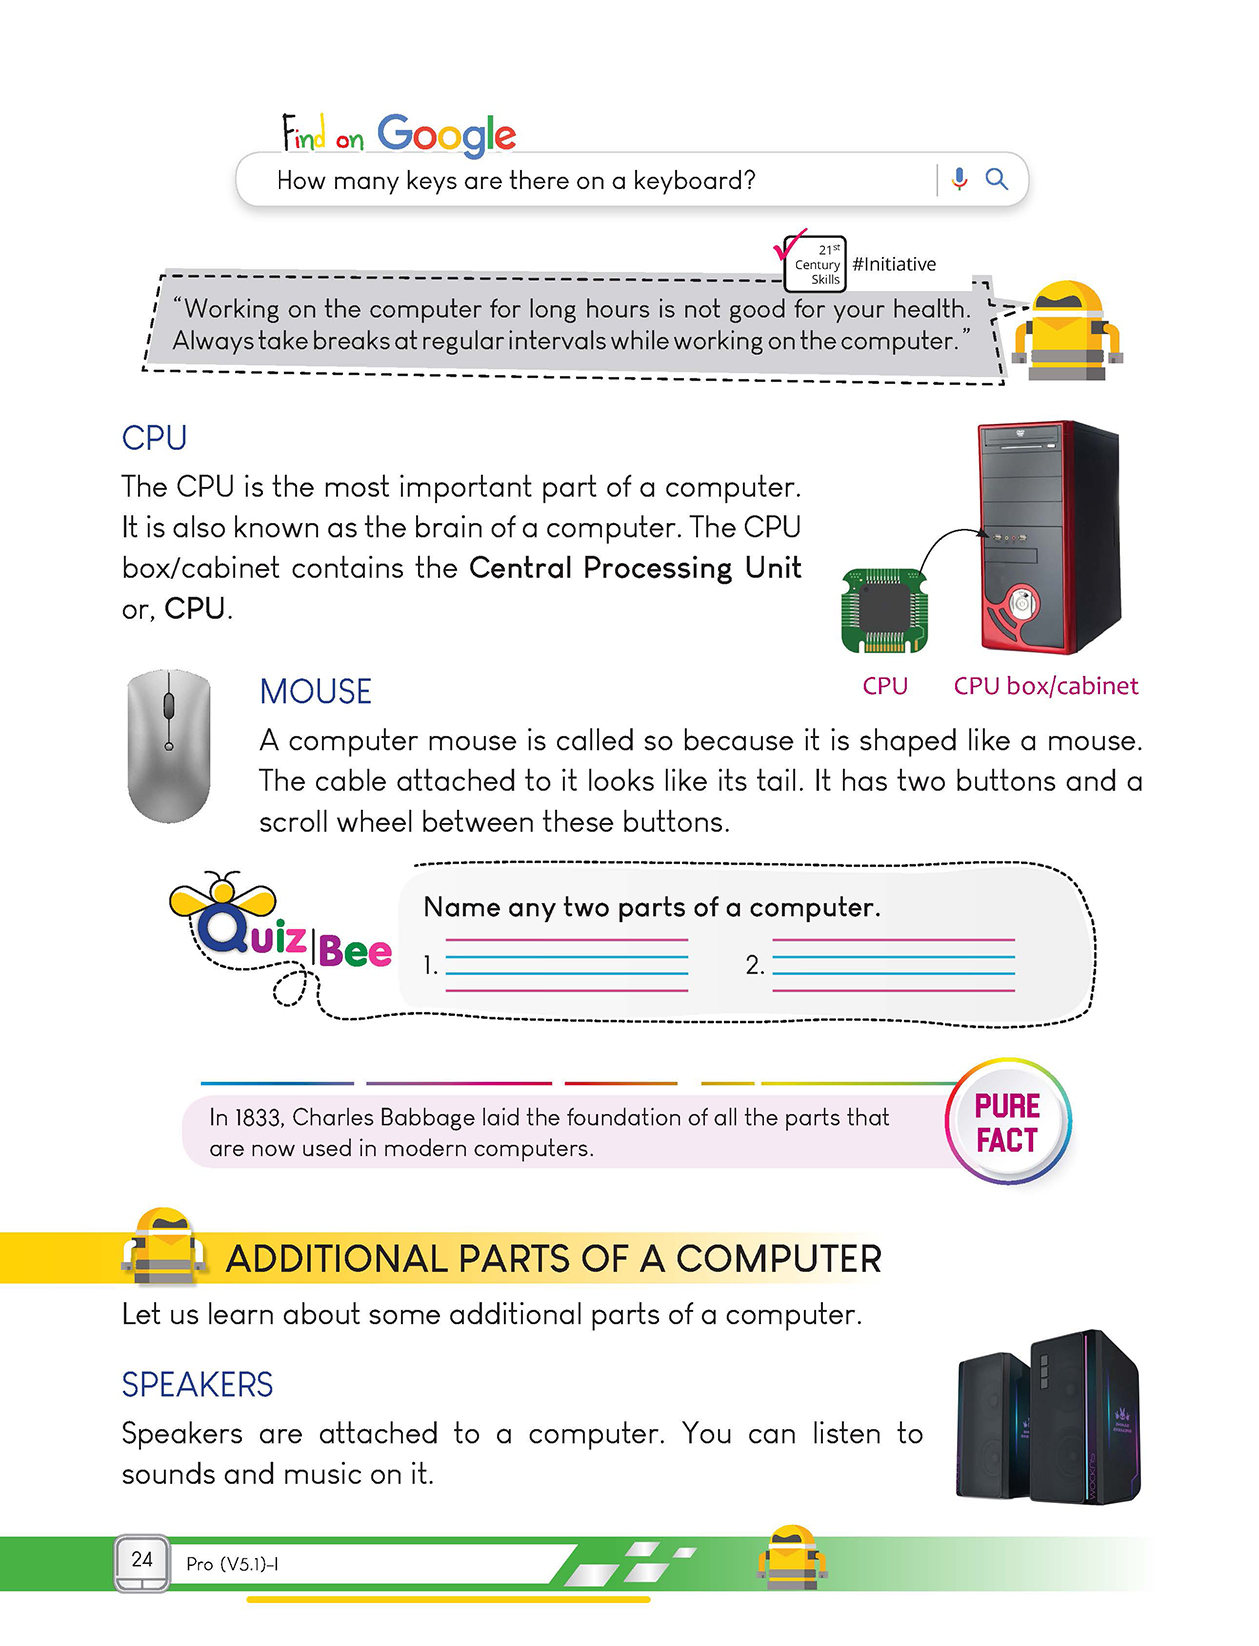 Find on Google
How many keys are there on a keyboard?
21st
Century
Skills
#Initiative
“Working on the computer for long hours is not good for your health.
Always take breaks at regular intervals while working on the computer.”
CPU
The CPU is the most important part of a computer.
It is also known as the brain of a computer. The CPU
box/cabinet contains the Central Processing Unit
or, CPU.
CPU
CPU box/cabinet
MOUSE
A computer mouse is called so because it is shaped like a mouse.
The cable attached to it looks like its tail. It has two buttons and a
scroll wheel between these buttons.
Quiz Bee
Name any two parts of a computer.
1.
2.
In 1833, Charles Babbage laid the foundation of all the parts that
are now used in modern computers.
PURE
FACT
ADDITIONAL PARTS OF A COMPUTER
Let us learn about some additional parts of a computer.
SPEAKERS
Speakers are attached to a computer. You can listen to
sounds and music on it.
24
Pro (V5.1)-I